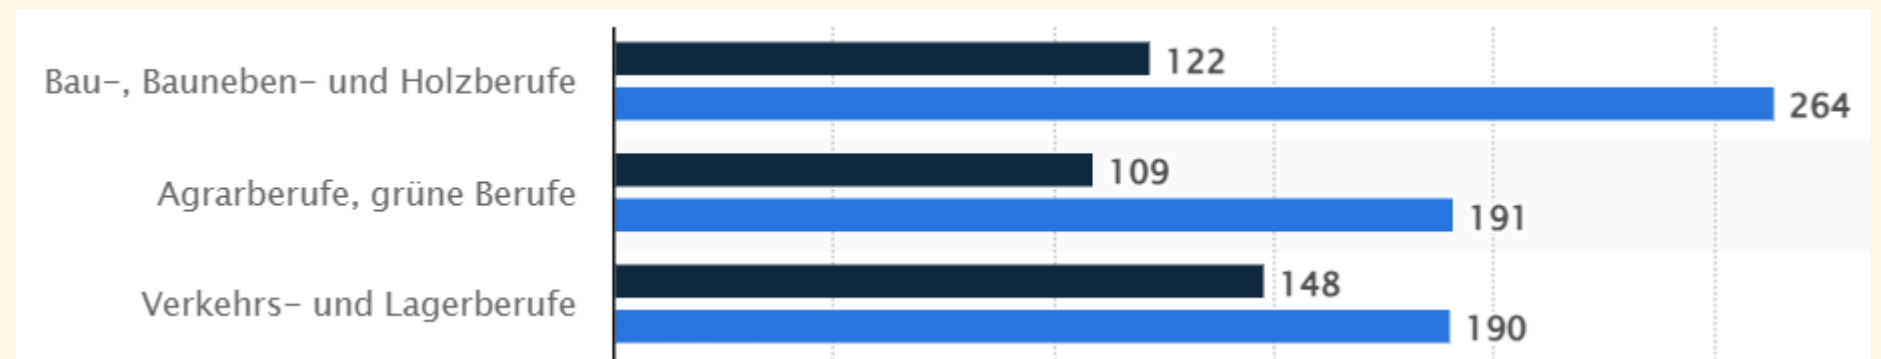 Bau-, Bauneben- und Holzberufe
122
264
Agrarberufe, grüne Berufe
109
191
Verkehrs- und Lagerberufe
148
190